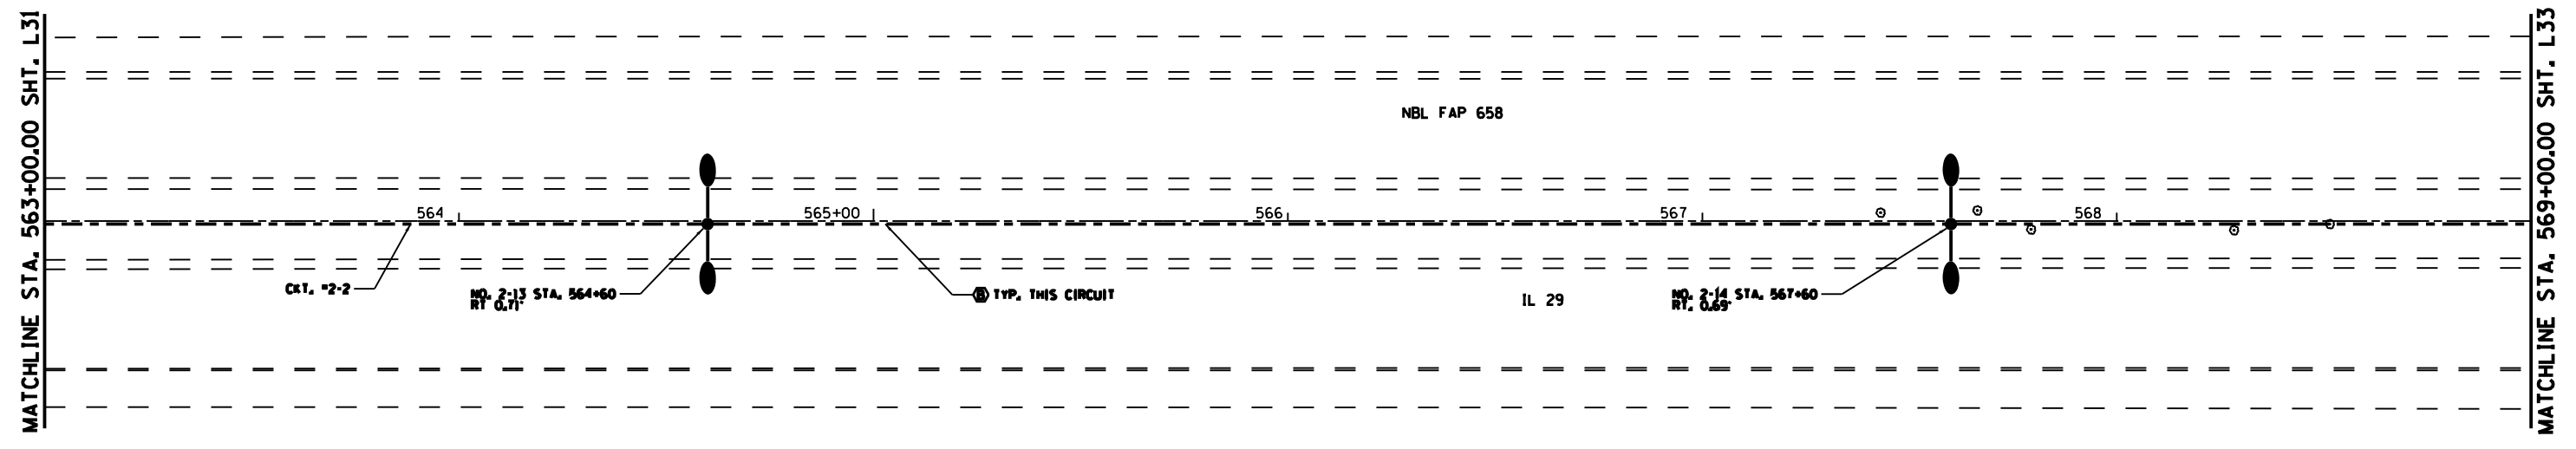 MATCHLINE STA. 563+00.00 SHT. L31
NBL FAP 658
564
565+00
566
567
568
CKT. #2-2
NO. 2-13 STA. 564+60
RT 0.71'
B TYP. THIS CIRCUIT
IL 29
NO. 2-14 STA. 567+60
RT. 0.69'
MATCHLINE STA. 569+00.00 SHT. L33